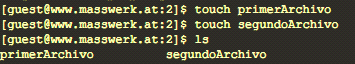 [guest@www.masswerk.at:2]$ touch primerArchivo
[guest@www.masswerk.at:2]$ touch segundoArchivo
[guest@www.masswerk.at:2]$ ls
primerArchivo segundoArchivo